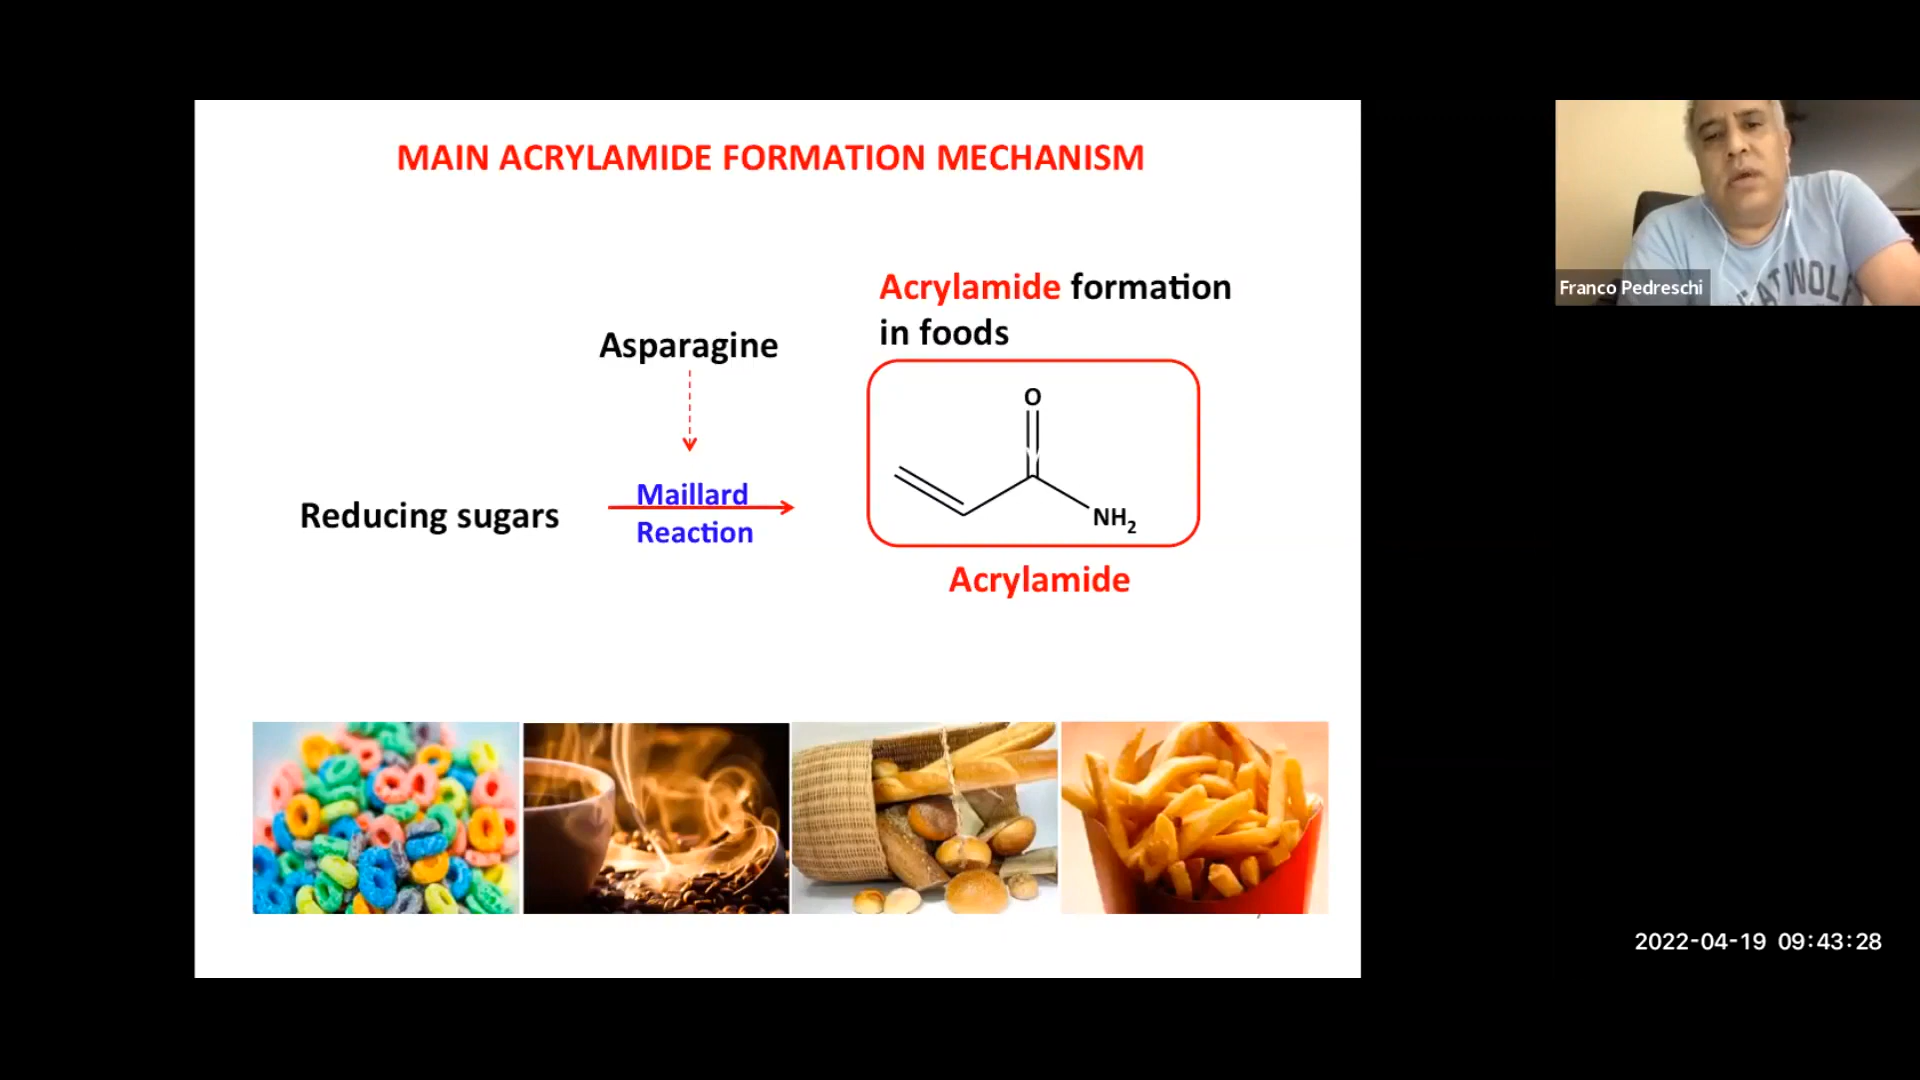 MAIN ACRYLAMIDE FORMATION MECHANISM
Acrylamide formation
in foods
Asparagine
O
Maillard
Reaction
Reducing sugars
NH2
Acrylamide
Franco Pedreschi
2022-04-19 09:43:28